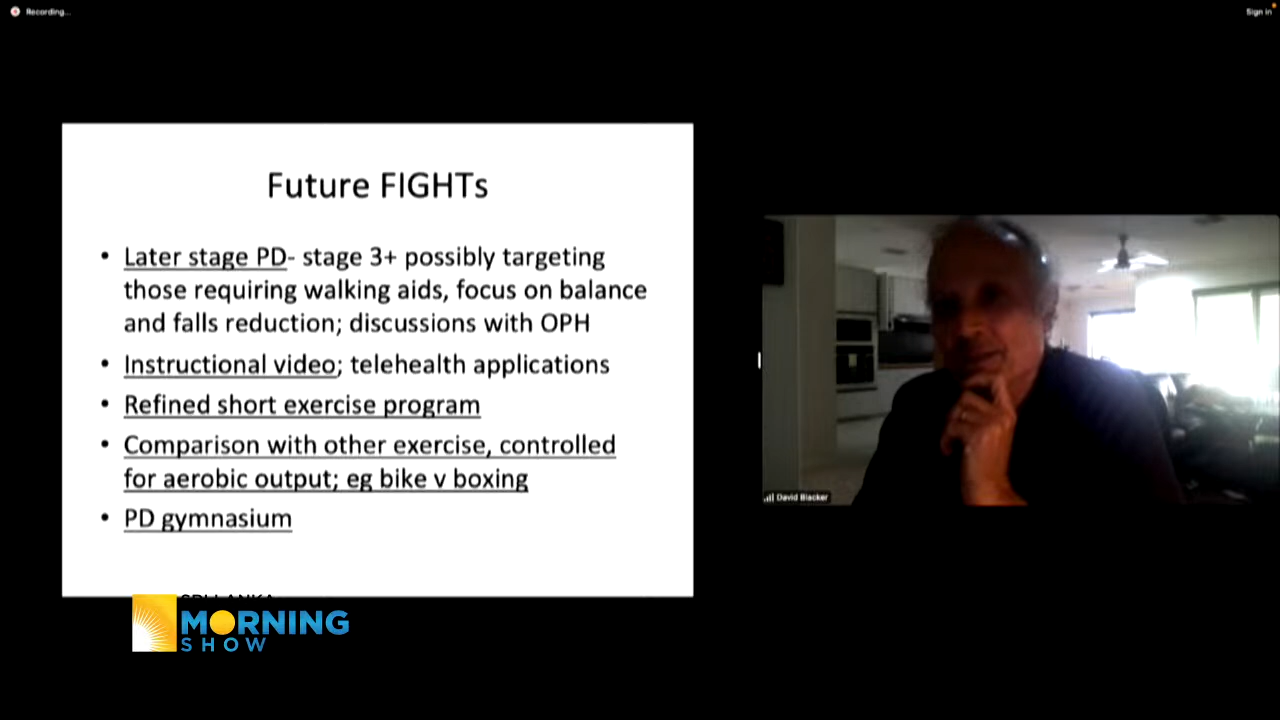 Recording...
Sign in
Future FIGHTs
• Later stage PD- stage 3+ possibly targeting
those requiring walking aids, focus on balance
and falls reduction; discussions with OPH
• Instructional video; telehealth applications
• Refined short exercise program
• Comparison with other exercise, controlled
for aerobic output; eg bike v boxing
• PD gymnasium
David Blacker
SRI LANKA
MORNING
SHOW